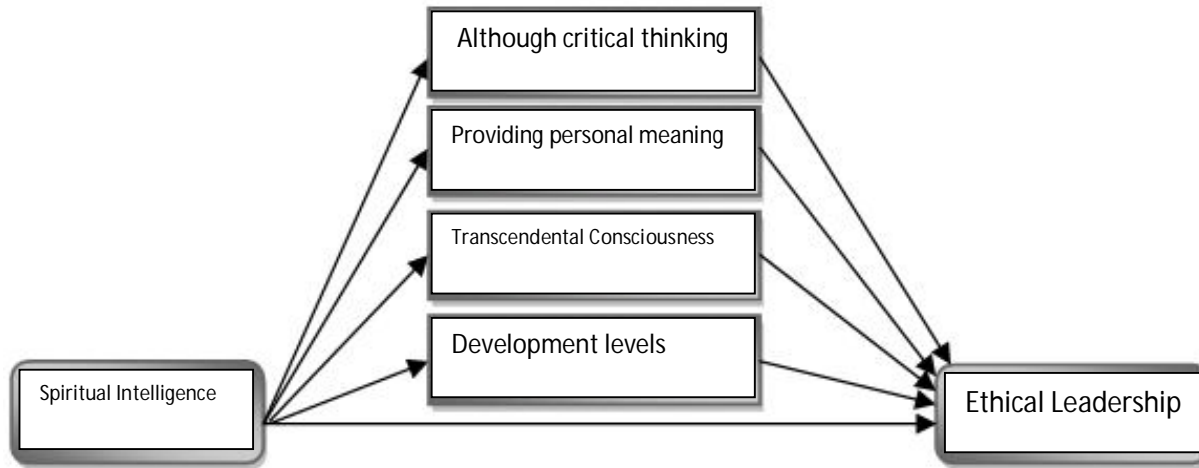 Although critical thinking
Providing personal meaning
Transcendental Consciousness
Development levels
Spiritual Intelligence
Ethical Leadership